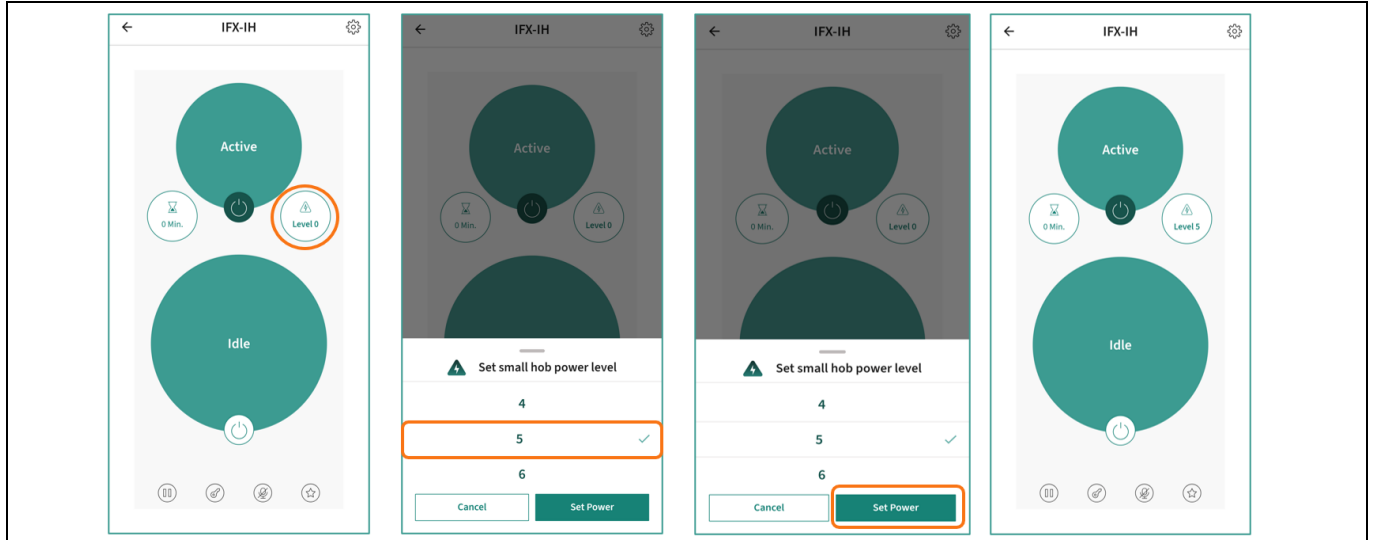 IFX-IH
Active
0 Min.
Level 0
Idle
IFX-IH
Active
0 Min.
Level 0
Set small hob power level
4
5
6
Cancel
Set Power
IFX-IH
Active
0 Min.
Level 0
Set small hob power level
4
5
6
Cancel
Set Power
IFX-IH
Active
0 Min.
Level 5
Idle